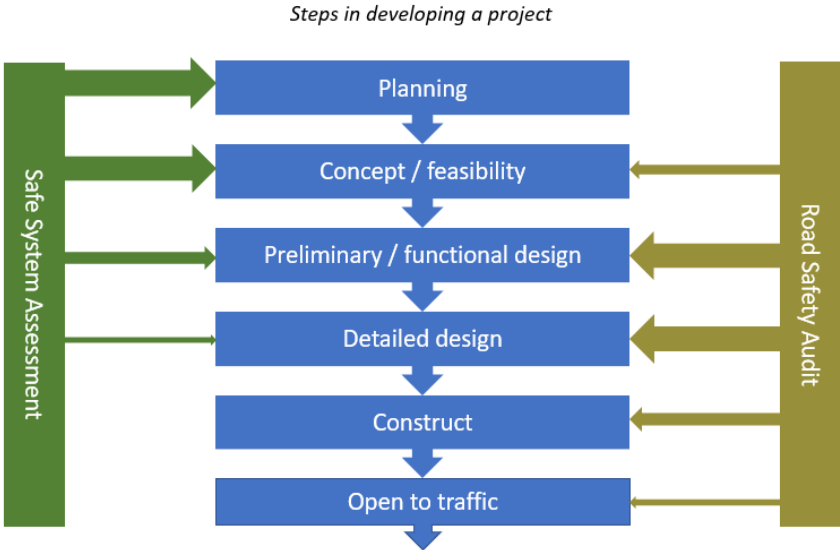 Steps in developing a project
Planning
Concept / feasibility
Preliminary / functional design
Detailed design
Construct
Open to traffic
Safe System Assessment
Road Safety Audit